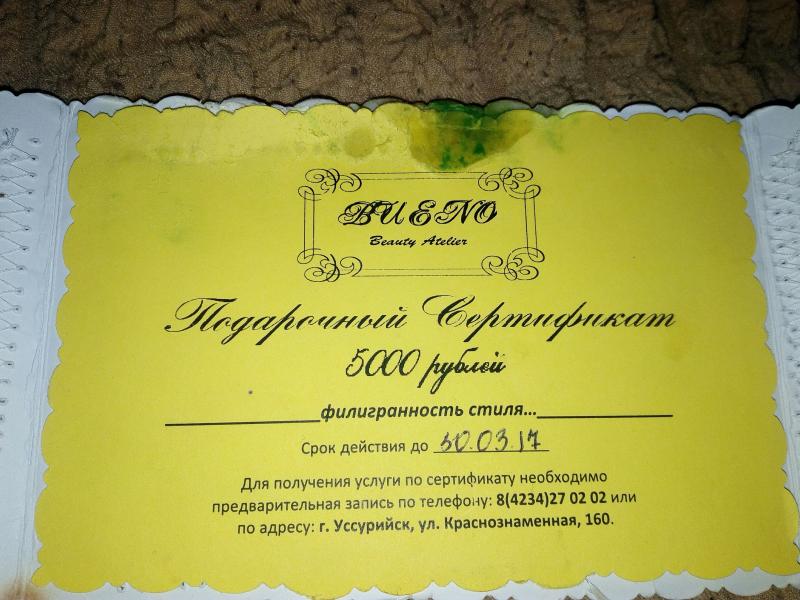 BUENO
Beauty Atelier
Подарочный Сертификат
5000 рублей
филигранность стиля...
Срок действия до 30.03.17
Для получения услуги по сертификату необходимо
предварительная запись по телефону: 8(4234)27 02 02 или
по адресу: г. Уссурийск, ул. Краснознаменная, 160.